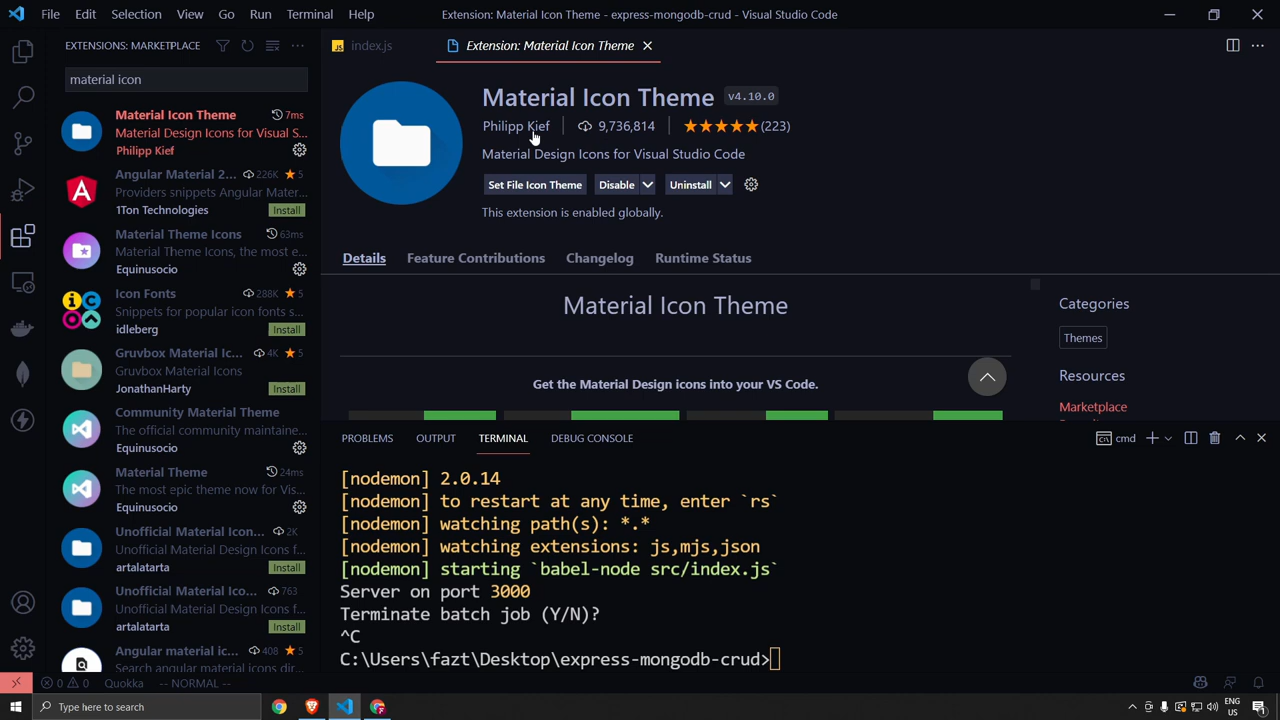 File Edit Selection View Go Run Terminal Help
Extension: Material Icon Theme - express-mongodb-crud - Visual Studio Code
EXTENSIONS: MARKETPLACE
material icon
Material Icon Theme 7ms
Material Design Icons for Visual S...
Philipp Kief
Angular Material 2... 226K 5
Providers snippets Angular Mater...
1Ton Technologies Install
Material Theme Icons 63ms
Material Theme Icons, the most e...
Equinusocio
Icon Fonts 288K 5
Snippets for popular icon fonts s...
idleberg Install
Gruvbox Material Ic... 4K 5
Gruvbox Material Icons
JonathanHarty Install
Community Material Theme
The official community maintaine...
Equinusocio
Material Theme 24ms
The most epic theme now for Vis...
Equinusocio
Unofficial Material Icon... 2K
Unofficial Material Design Icons f...
artalatarta Install
Unofficial Material Ico... 763
Unofficial Material Design Icons f...
artalatarta Install
Angular material ic... 408 5
Search angular material icons dir...
JS index.js
Extension: Material Icon Theme
Material Icon Theme v4.10.0
Philipp Kief 9,736,814 (223)
Material Design Icons for Visual Studio Code
Set File Icon Theme Disable Uninstall
This extension is enabled globally.
Details Feature Contributions Changelog Runtime Status
Material Icon Theme
Get the Material Design icons into your VS Code.
Categories
Themes
Resources
Marketplace
PROBLEMS OUTPUT TERMINAL DEBUG CONSOLE
cmd
[nodemon] 2.0.14
[nodemon] to restart at any time, enter `rs`
[nodemon] watching path(s): *.*
[nodemon] watching extensions: js,mjs,json
[nodemon] starting `babel-node src/index.js`
Server on port 3000
Terminate batch job (Y/N)?
^C
C:\Users\fazt\Desktop\express-mongodb-crud>
0 0 Quokka -- NORMAL --
Type here to search
ENG
US
1